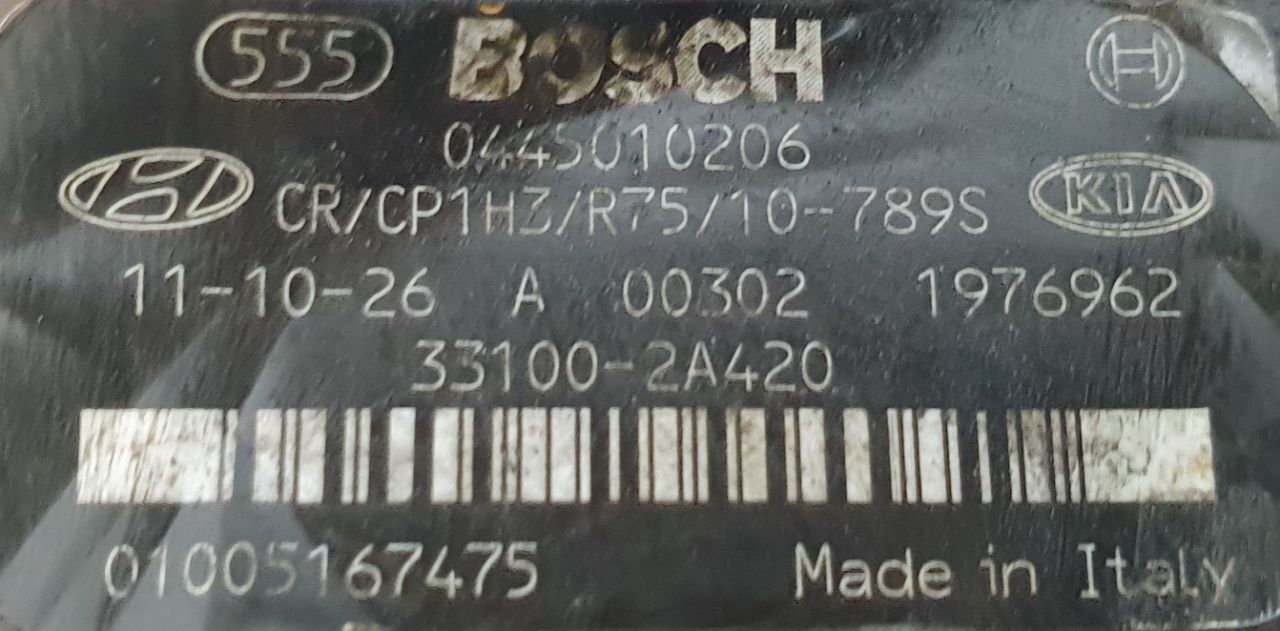 555 BOSCH
0445010206
CR/CP1H3/R75/10-789S KIA
11-10-26 A 00302 1976962
33100-2A420
01005167475 Made in Italy